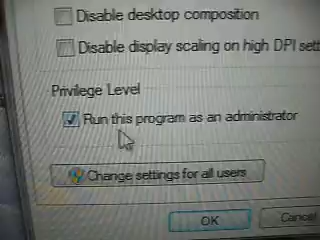 Disable desktop composition
Disable display scaling on high DPI sett
Privilege Level
Run this program as an administrator
Change settings for all users
OK
Cancel